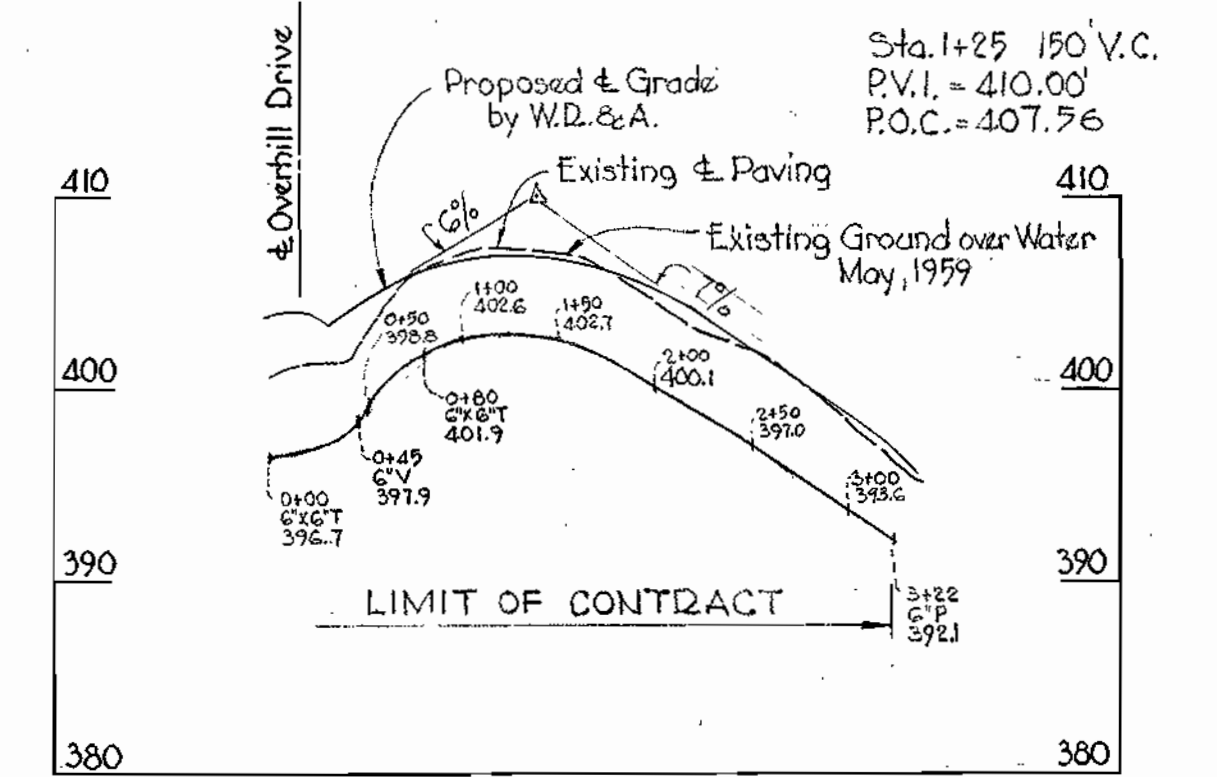 ℄ Overhill Drive
Proposed ℄ Grade
by W.D.&A.
Sta. 1+25 150' V.C.
P.V.I. = 410.00'
P.O.C. = 407.56
Existing ℄ Paving
410
410
6%
Existing Ground over Water
May, 1959
7%
1+00
402.6
1+50
402.7
0+50
398.8
2+00
400.1
400
400
0+80
6"x6"T
401.9
2+50
397.0
0+45
6"V
397.9
3+00
393.6
0+00
6"x6"T
396.7
390
390
LIMIT OF CONTRACT
3+22
6"P
392.1
380
380